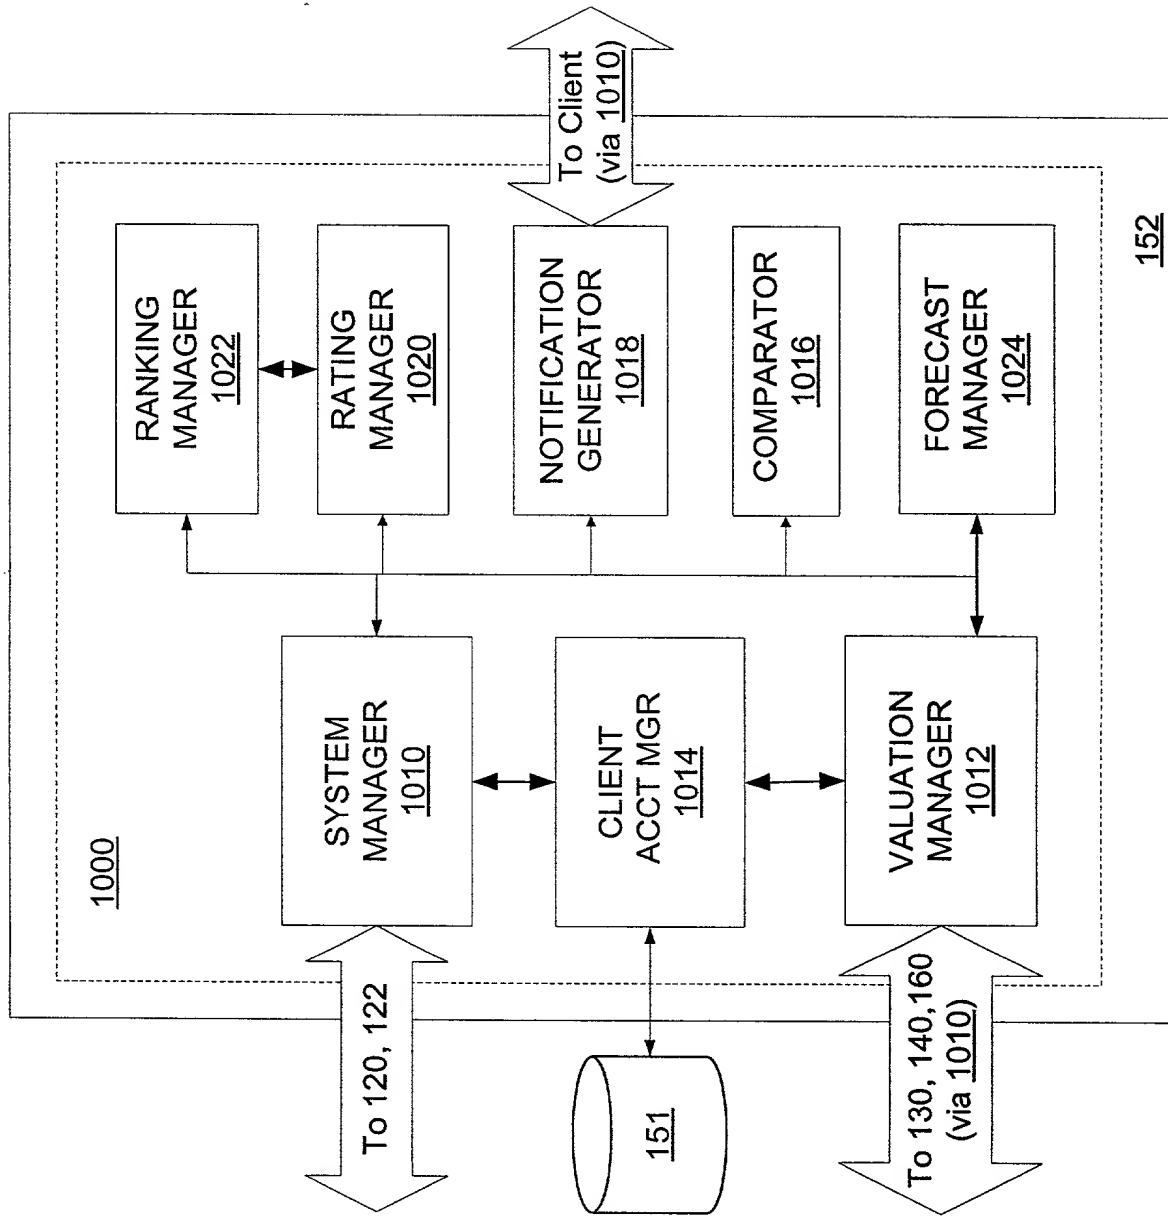 1000
RANKING
MANAGER
1022
To 120, 122
SYSTEM
MANAGER
1010
RATING
MANAGER
1020
NOTIFICATION
GENERATOR
1018
To Client
(via 1010)
151
CLIENT
ACCT MGR
1014
COMPARATOR
1016
To 130, 140,160
(via 1010)
VALUATION
MANAGER
1012
FORECAST
MANAGER
1024
152